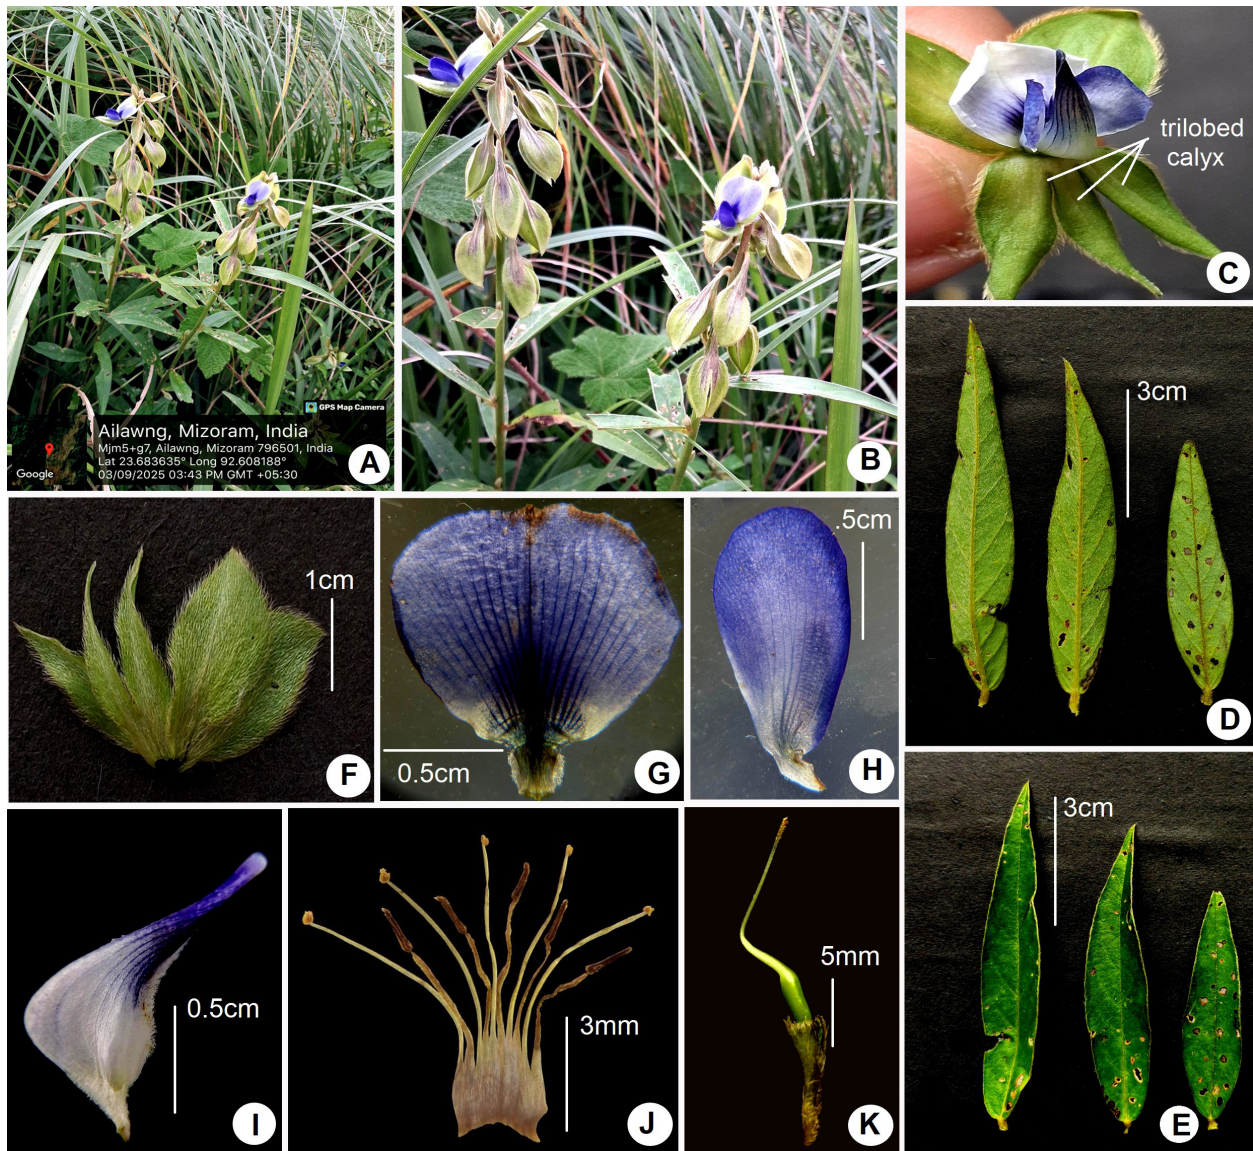 GPS Map Camera
Ailawng, Mizoram, India
Mjm5+g7, Ailawng, Mizoram 796501, India
Lat 23.683635° Long 92.608188°
03/09/2025 03:43 PM GMT +05:30
Google
A
B
trilobed
calyx
C
3cm
D
1cm
F
0.5cm
G
.5cm
H
3cm
E
0.5cm
I
3mm
J
5mm
K